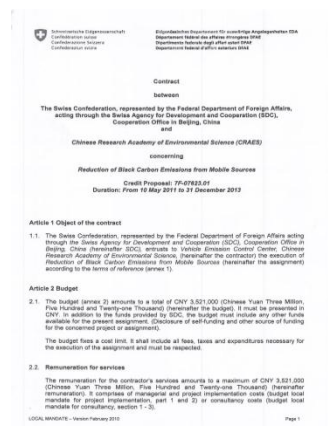 Schweizerische Eidgenossenschaft
Confédération suisse
Confederazione Svizzera
Confederaziun svizra
Eidgenössisches Departement für auswärtige Angelegenheiten EDA
Département fédéral des affaires étrangères DFAE
Dipartimento federale degli affari esteri DFAE
Departament federal d'affars exteriurs DFAE
Contract
between
The Swiss Confederation, represented by the Federal Department of Foreign Affairs,
acting through the Swiss Agency for Development and Cooperation (SDC),
Cooperation Office in Beijing, China
and
Chinese Research Academy of Environmental Science (CRAES)
concerning
Reduction of Black Carbon Emissions from Mobile Sources
Credit Proposal: 7F-07623.01
Duration: From 10 May 2011 to 31 December 2013
Article 1 Object of the contract
1.1. The Swiss Confederation, represented by the Federal Department of Foreign Affairs acting
through the Swiss Agency for Development and Cooperation (SDC), Cooperation Office in
Beijing, China (hereinafter SDC), entrusts to Vehicle Emission Control Center, Chinese
Research Academy of Environmental Science, (hereinafter the contractor) the execution of
Reduction of Black Carbon Emissions from Mobile Sources (hereinafter the assignment)
according to the terms of reference (annex 1).
Article 2 Budget
2.1. The budget (annex 2) amounts to a total of CNY 3,521,000 (Chinese Yuan Three Million,
Five Hundred and Twenty-one Thousand) (hereinafter the budget). It must be presented in
CNY. In addition to the funds provided by SDC, the budget must include any other funds
available for the present assignment. (Disclosure of self-funding and other source of funding
for the concerned project or assignment).
The budget fixes a cost limit. It shall include all fees, taxes and expenditures necessary for
the execution of the assignment and must be respected.
2.2. Remuneration for services
The remuneration for the contractor's services amounts to a maximum of CNY 3,521,000
(Chinese Yuan Three Million, Five Hundred and Twenty-one Thousand) (hereinafter
remuneration). It comprises of managerial and project implementation costs (budget local
mandate for project implementation, part 1 and 2) or consultancy costs (budget local
mandate for consultancy, section 1 - 3).
LOCAL MANDATE – Version February 2010
Page 1